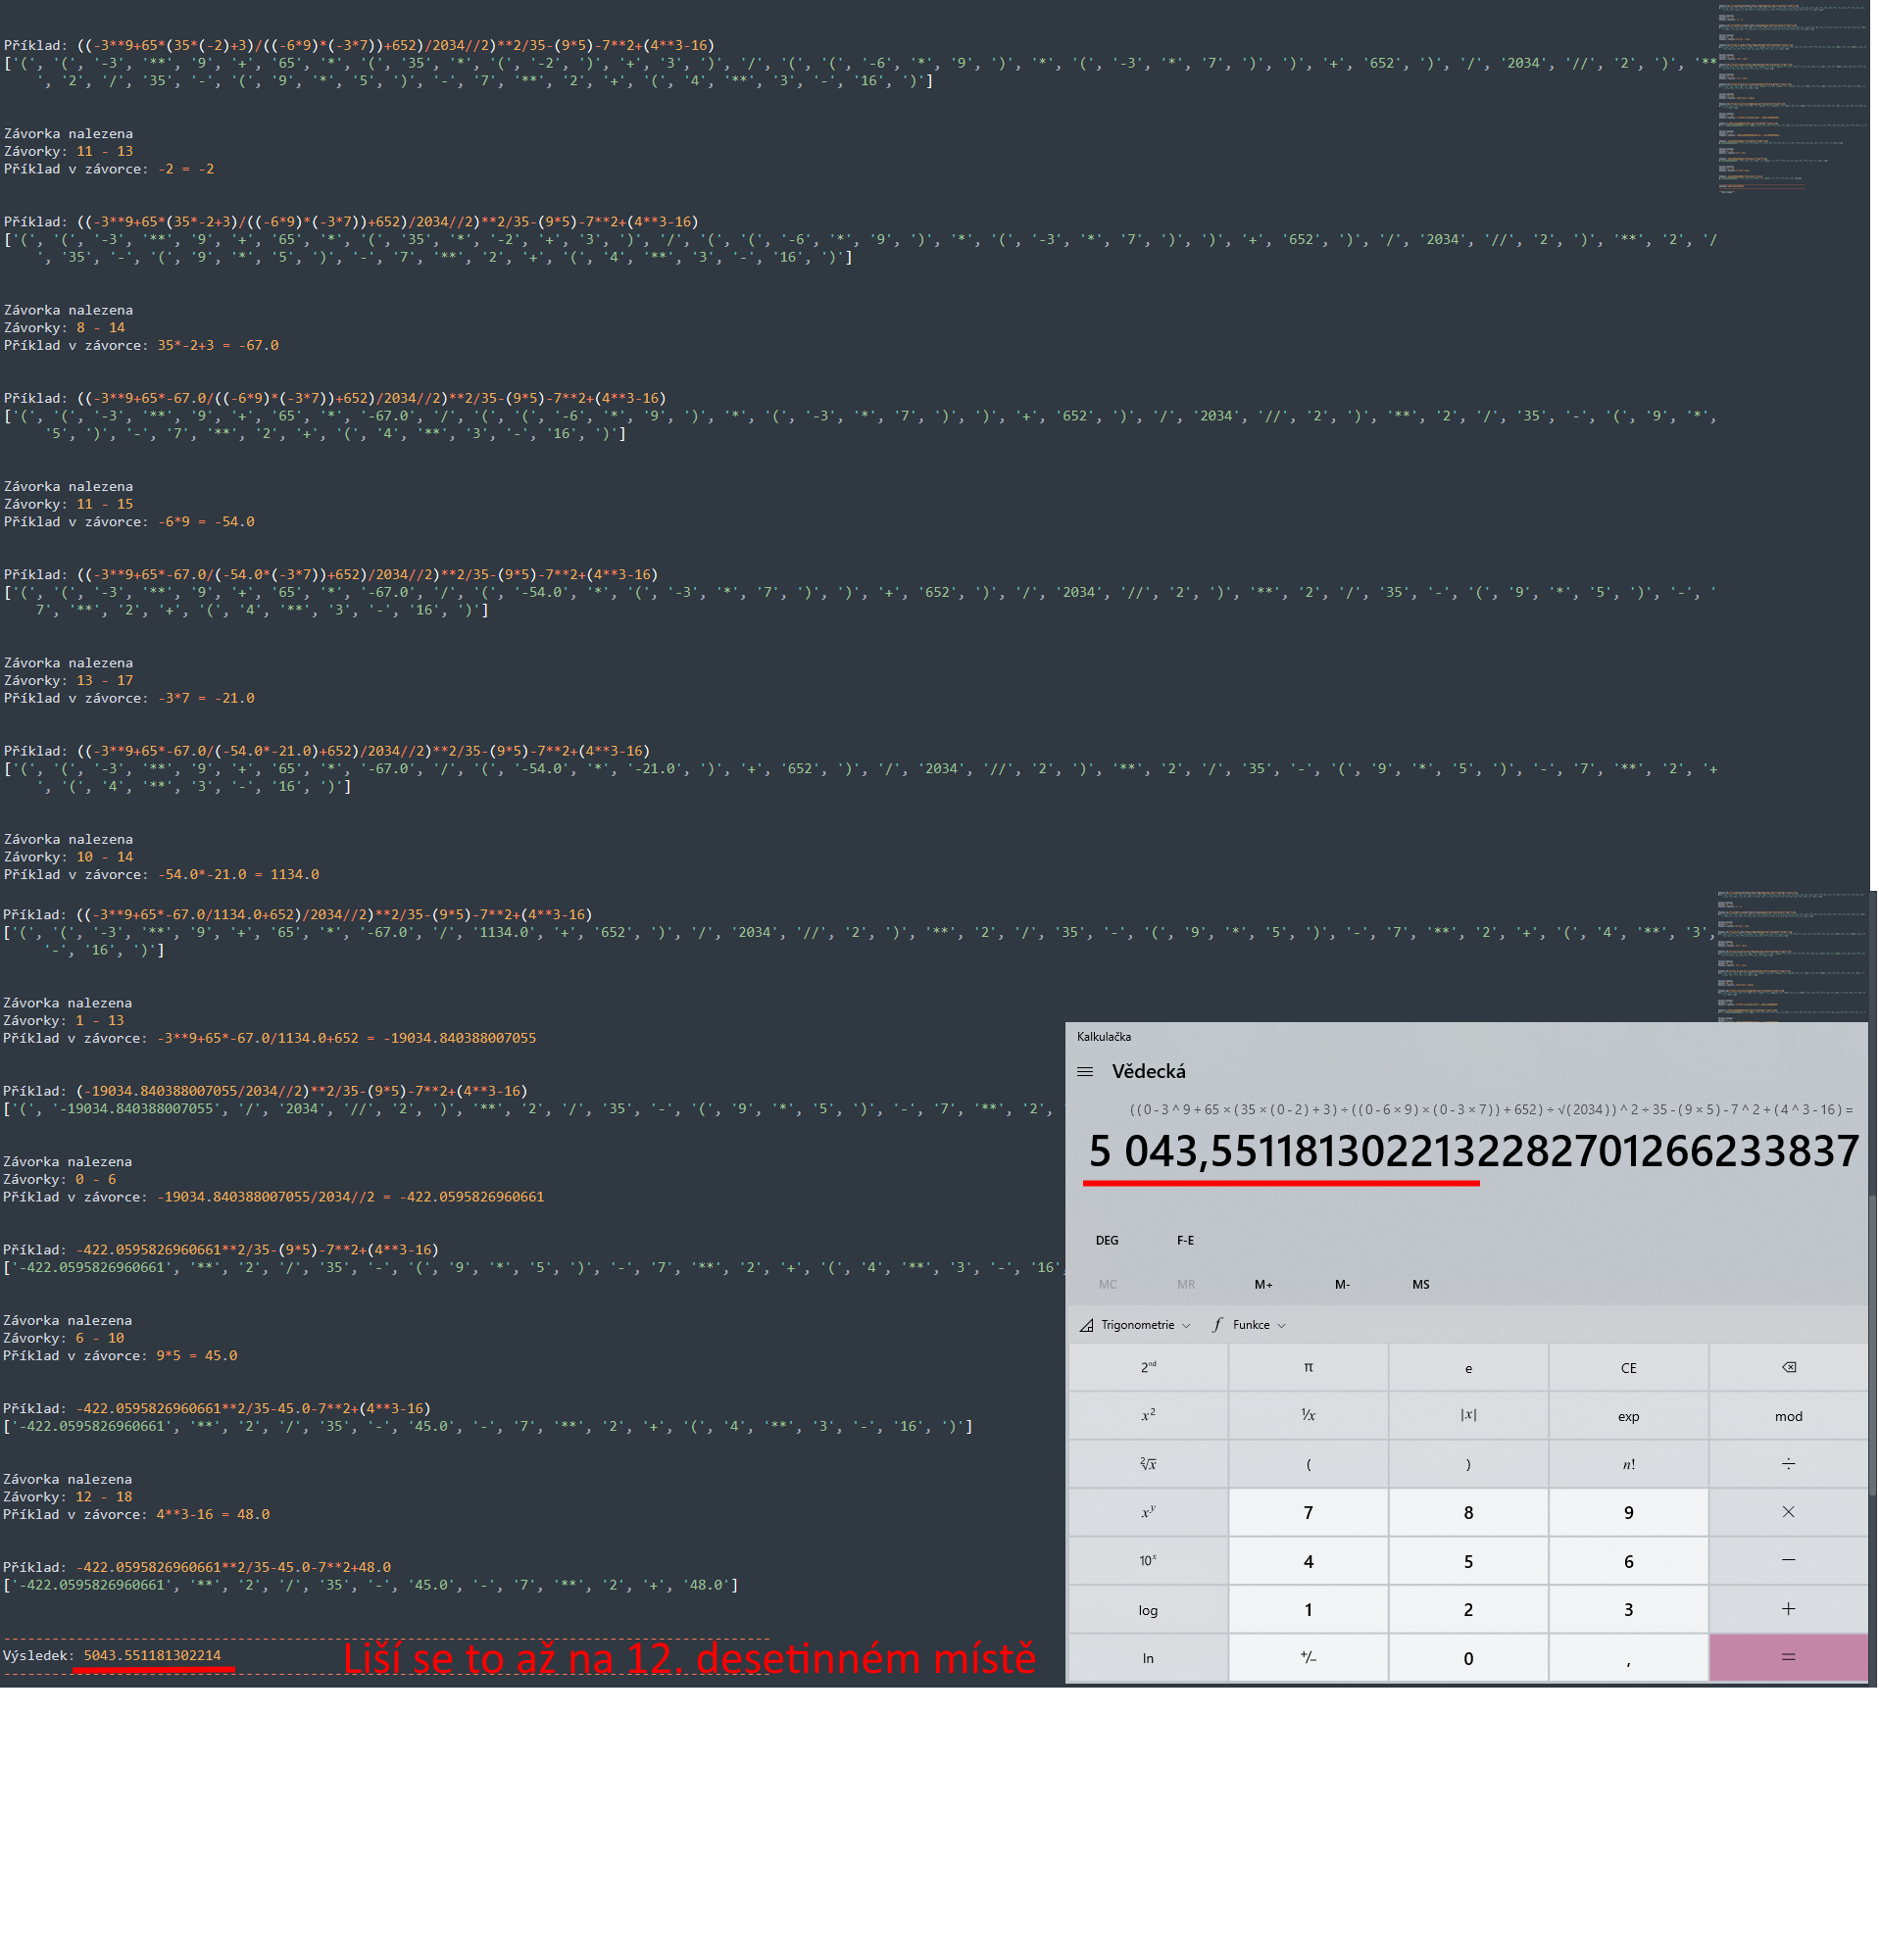 Příklad: ((-3**9+65*(35*(-2)+3)/((-6*9)*(-3*7))+652)/2034//2)**2/35-(9*5)-7**2+(4**3-16)
['(', '(', '-3', '**', '9', '+', '65', '*', '(', '35', '*', '(', '-2', ')', '+', '3', ')', '/', '(', '(', '-6', '*', '9', ')', '*', '(', '-3', '*', '7', ')', ')', '+', '652', ')', '/', '2034', '//', '2', ')', '**
', '2', '/', '35', '-', '(', '9', '*', '5', ')', '-', '7', '**', '2', '+', '(', '4', '**', '3', '-', '16', ')']
Závorka nalezena
Závorky: 11 - 13
Příklad v závorce: -2 = -2
Příklad: ((-3**9+65*(35*-2+3)/((-6*9)*(-3*7))+652)/2034//2)**2/35-(9*5)-7**2+(4**3-16)
['(', '(', '-3', '**', '9', '+', '65', '*', '(', '35', '*', '-2', '+', '3', ')', '/', '(', '(', '-6', '*', '9', ')', '*', '(', '-3', '*', '7', ')', ')', '+', '652', ')', '/', '2034', '//', '2', ')', '**', '2', '/
', '35', '-', '(', '9', '*', '5', ')', '-', '7', '**', '2', '+', '(', '4', '**', '3', '-', '16', ')']
Závorka nalezena
Závorky: 8 - 14
Příklad v závorce: 35*-2+3 = -67.0
Příklad: ((-3**9+65*-67.0/((-6*9)*(-3*7))+652)/2034//2)**2/35-(9*5)-7**2+(4**3-16)
['(', '(', '-3', '**', '9', '+', '65', '*', '-67.0', '/', '(', '(', '-6', '*', '9', ')', '*', '(', '-3', '*', '7', ')', ')', '+', '652', ')', '/', '2034', '//', '2', ')', '**', '2', '/', '35', '-', '(', '9', '*',
'5', ')', '-', '7', '**', '2', '+', '(', '4', '**', '3', '-', '16', ')']
Závorka nalezena
Závorky: 11 - 15
Příklad v závorce: -6*9 = -54.0
Příklad: ((-3**9+65*-67.0/(-54.0*(-3*7))+652)/2034//2)**2/35-(9*5)-7**2+(4**3-16)
['(', '(', '-3', '**', '9', '+', '65', '*', '-67.0', '/', '(', '-54.0', '*', '(', '-3', '*', '7', ')', ')', '+', '652', ')', '/', '2034', '//', '2', ')', '**', '2', '/', '35', '-', '(', '9', '*', '5', ')', '-', '
7', '**', '2', '+', '(', '4', '**', '3', '-', '16', ')']
Závorka nalezena
Závorky: 13 - 17
Příklad v závorce: -3*7 = -21.0
Příklad: ((-3**9+65*-67.0/(-54.0*-21.0)+652)/2034//2)**2/35-(9*5)-7**2+(4**3-16)
['(', '(', '-3', '**', '9', '+', '65', '*', '-67.0', '/', '(', '-54.0', '*', '-21.0', ')', '+', '652', ')', '/', '2034', '//', '2', ')', '**', '2', '/', '35', '-', '(', '9', '*', '5', ')', '-', '7', '**', '2', '+
', '(', '4', '**', '3', '-', '16', ')']
Závorka nalezena
Závorky: 10 - 14
Příklad v závorce: -54.0*-21.0 = 1134.0
Příklad: ((-3**9+65*-67.0/1134.0+652)/2034//2)**2/35-(9*5)-7**2+(4**3-16)
['(', '(', '-3', '**', '9', '+', '65', '*', '-67.0', '/', '1134.0', '+', '652', ')', '/', '2034', '//', '2', ')', '**', '2', '/', '35', '-', '(', '9', '*', '5', ')', '-', '7', '**', '2', '+', '(', '4', '**', '3',
'-', '16', ')']
Závorka nalezena
Závorky: 1 - 13
Příklad v závorce: -3**9+65*-67.0/1134.0+652 = -19034.840388007055
Příklad: (-19034.840388007055/2034//2)**2/35-(9*5)-7**2+(4**3-16)
['(', '-19034.840388007055', '/', '2034', '//', '2', ')', '**', '2', '/', '35', '-', '(', '9', '*', '5', ')', '-', '7', '**', '2',
Závorka nalezena
Závorky: 0 - 6
Příklad v závorce: -19034.840388007055/2034//2 = -422.0595826960661
Příklad: -422.0595826960661**2/35-(9*5)-7**2+(4**3-16)
['-422.0595826960661', '**', '2', '/', '35', '-', '(', '9', '*', '5', ')', '-', '7', '**', '2', '+', '(', '4', '**', '3', '-', '16',
Závorka nalezena
Závorky: 6 - 10
Příklad v závorce: 9*5 = 45.0
Příklad: -422.0595826960661**2/35-45.0-7**2+(4**3-16)
['-422.0595826960661', '**', '2', '/', '35', '-', '45.0', '-', '7', '**', '2', '+', '(', '4', '**', '3', '-', '16', ')']
Závorka nalezena
Závorky: 12 - 18
Příklad v závorce: 4**3-16 = 48.0
Příklad: -422.0595826960661**2/35-45.0-7**2+48.0
['-422.0595826960661', '**', '2', '/', '35', '-', '45.0', '-', '7', '**', '2', '+', '48.0']
Výsledek: 5043.551181302214
Liší se to až na 12. desetinném místě
Kalkulačka
Vědecká
((0-3^9+65×(35×(0-2)+3)÷((0-6×9)×(0-3×7))+652)÷√(2034))^2÷35-(9×5)-7^2+(4^3-16)=
5 043,5511813022132282701266233837
DEG F-E
MC MR M+ M- MS
Trigonometrie Funkce
2nd π e CE
x² ¹/x |x| exp mod
²√x ( ) n! ÷
xʸ 7 8 9 ×
10ˣ 4 5 6 −
log 1 2 3 +
ln +/− 0 , =